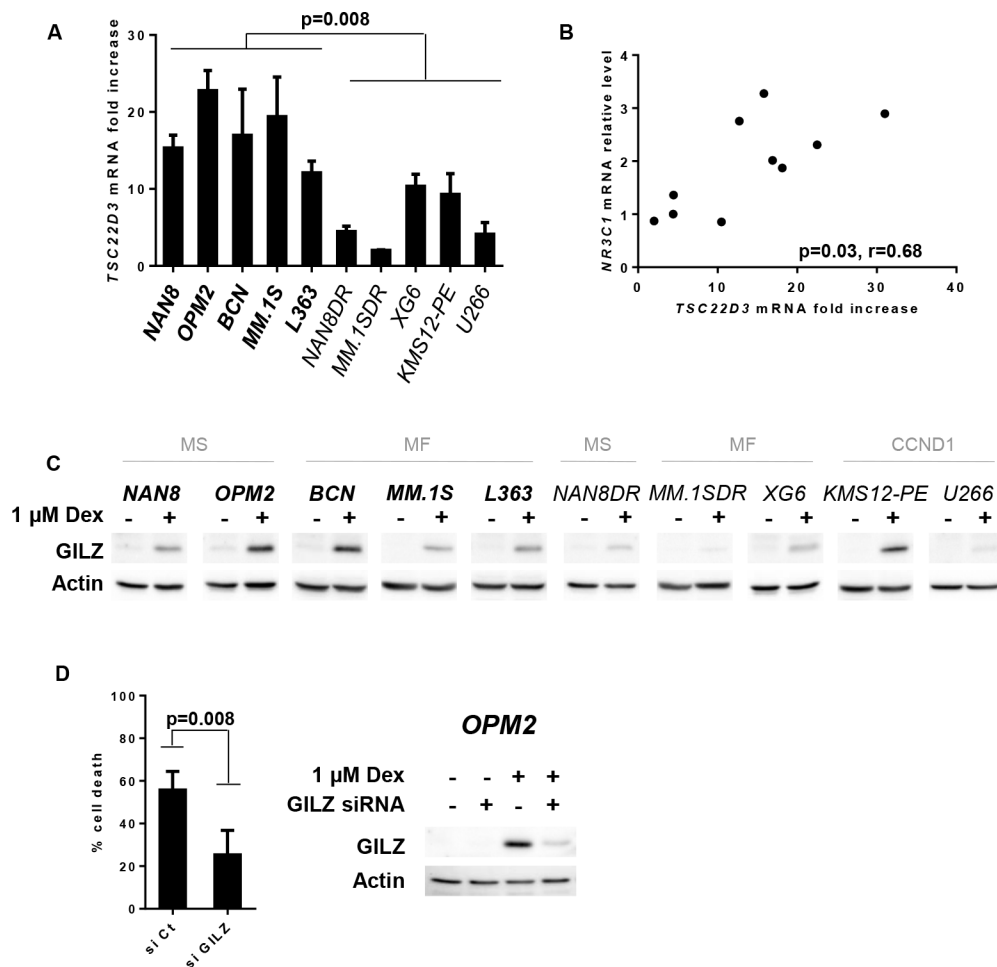 A
p=0.008
TSC22D3 mRNA fold increase
30
20
10
0
NAN8
OPM2
BCN
MM.1S
L363
NAN8DR
MM.1SDR
XG6
KMS12-PE
U266
B
NR3C1 mRNA relative level
4
3
2
1
0
p=0.03, r=0.68
0 10 20 30 40
TSC22D3 mRNA fold increase
C
MS MF MS MF CCND1
NAN8 OPM2 BCN MM.1S L363 NAN8DR MM.1SDR XG6 KMS12-PE U266
1 µM Dex - + - + - + - + - + - + - + - + - + - +
GILZ
Actin
D
% cell death
100
80
60
40
20
0
p=0.008
si Ct
si GILZ
OPM2
1 µM Dex - - + +
GILZ siRNA - + - +
GILZ
Actin